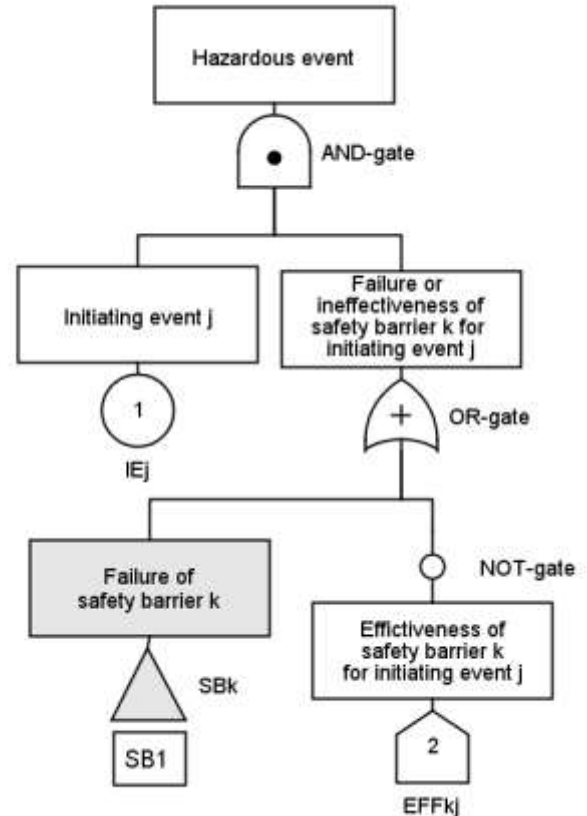 Hazardous event
AND-gate
Initiating event j
Failure or
ineffectiveness of
safety barrier k for
initiating event j
1
IEj
+
OR-gate
Failure of
safety barrier k
NOT-gate
Effictiveness of
safety barrier k
for initiating event j
SBk
SB1
2
EFFkj